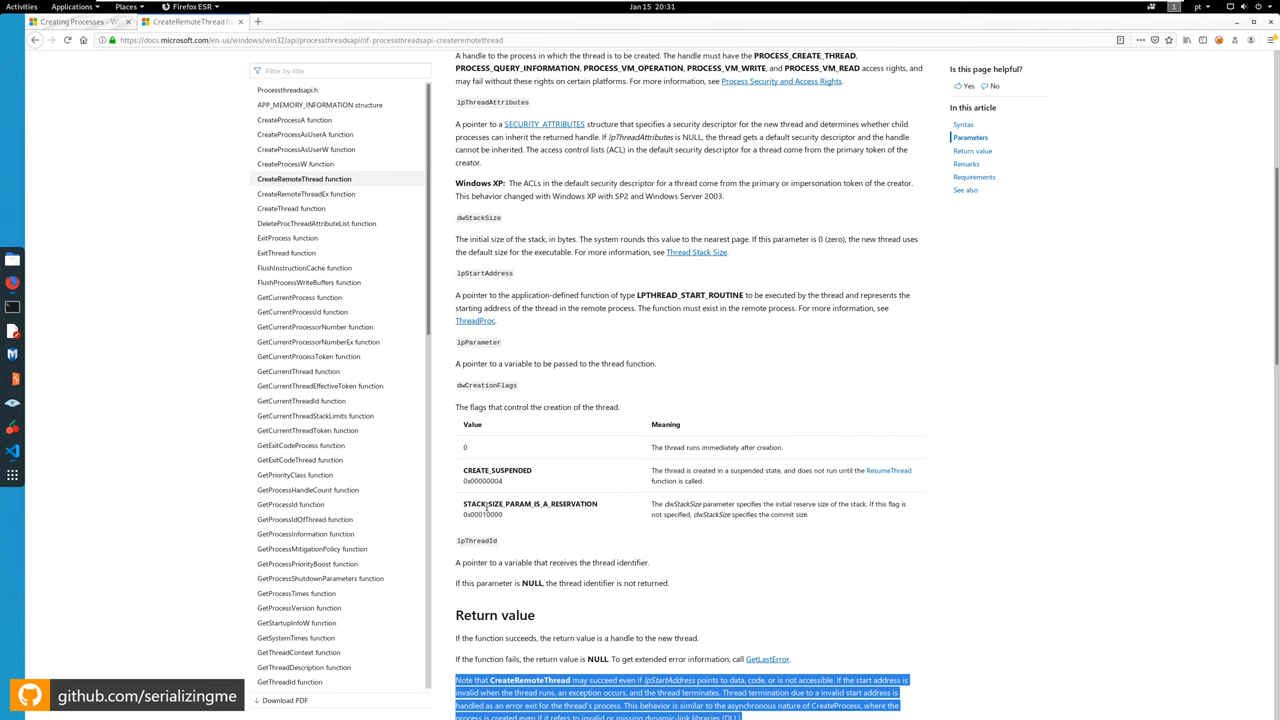 Activities Applications Places Firefox ESR Jan 15 20:31 1 pt
Creating Processes - W × CreateRemoteThread fu ×
https://docs.microsoft.com/en-us/windows/win32/api/processthreadsapi/nf-processthreadsapi-createremotethread
Filter by title
Processthreadsapi.h
APP_MEMORY_INFORMATION structure
CreateProcessA function
CreateProcessAsUserA function
CreateProcessAsUserW function
CreateProcessW function
CreateRemoteThread function
CreateRemoteThreadEx function
CreateThread function
DeleteProcThreadAttributeList function
ExitProcess function
ExitThread function
FlushInstructionCache function
FlushProcessWriteBuffers function
GetCurrentProcess function
GetCurrentProcessId function
GetCurrentProcessorNumber function
GetCurrentProcessorNumberEx function
GetCurrentProcessToken function
GetCurrentThread function
GetCurrentThreadEffectiveToken function
GetCurrentThreadId function
GetCurrentThreadStackLimits function
GetCurrentThreadToken function
GetExitCodeProcess function
GetExitCodeThread function
GetPriorityClass function
GetProcessHandleCount function
GetProcessId function
GetProcessIdOfThread function
GetProcessInformation function
GetProcessMitigationPolicy function
GetProcessPriorityBoost function
GetProcessShutdownParameters function
GetProcessTimes function
GetProcessVersion function
GetStartupInfoW function
GetSystemTimes function
GetThreadContext function
GetThreadDescription function
GetThreadId function
Download PDF
A handle to the process in which the thread is to be created. The handle must have the PROCESS_CREATE_THREAD,
PROCESS_QUERY_INFORMATION, PROCESS_VM_OPERATION, PROCESS_VM_WRITE, and PROCESS_VM_READ access rights, and
may fail without these rights on certain platforms. For more information, see Process Security and Access Rights.
lpThreadAttributes
A pointer to a SECURITY_ATTRIBUTES structure that specifies a security descriptor for the new thread and determines whether child
processes can inherit the returned handle. If lpThreadAttributes is NULL, the thread gets a default security descriptor and the handle
cannot be inherited. The access control lists (ACL) in the default security descriptor for a thread come from the primary token of the
creator.
Windows XP: The ACLs in the default security descriptor for a thread come from the primary or impersonation token of the creator.
This behavior changed with Windows XP with SP2 and Windows Server 2003.
dwStackSize
The initial size of the stack, in bytes. The system rounds this value to the nearest page. If this parameter is 0 (zero), the new thread uses
the default size for the executable. For more information, see Thread Stack Size.
lpStartAddress
A pointer to the application-defined function of type LPTHREAD_START_ROUTINE to be executed by the thread and represents the
starting address of the thread in the remote process. The function must exist in the remote process. For more information, see
ThreadProc.
lpParameter
A pointer to a variable to be passed to the thread function.
dwCreationFlags
The flags that control the creation of the thread.
Value Meaning
0 The thread runs immediately after creation.
CREATE_SUSPENDED The thread is created in a suspended state, and does not run until the ResumeThread
0x00000004 function is called.
STACK_SIZE_PARAM_IS_A_RESERVATION The dwStackSize parameter specifies the initial reserve size of the stack. If this flag is
0x00010000 not specified, dwStackSize specifies the commit size.
lpThreadId
A pointer to a variable that receives the thread identifier.
If this parameter is NULL, the thread identifier is not returned.
Return value
If the function succeeds, the return value is a handle to the new thread.
If the function fails, the return value is NULL. To get extended error information, call GetLastError.
Note that CreateRemoteThread may succeed even if lpStartAddress points to data, code, or is not accessible. If the start address is
invalid when the thread runs, an exception occurs, and the thread terminates. Thread termination due to a invalid start address is
handled as an error exit for the thread's process. This behavior is similar to the asynchronous nature of CreateProcess, where the
process is created even if it refers to invalid or missing dynamic-link libraries (DLL).
Is this page helpful?
Yes No
In this article
Syntax
Parameters
Return value
Remarks
Requirements
See also
github.com/serializingme